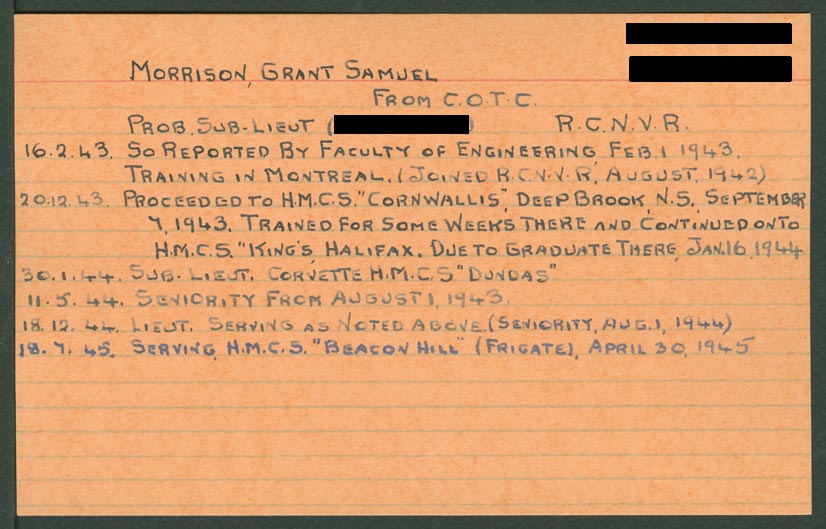 MORRISON, GRANT SAMUEL
FROM C.O.T.C.
PROB. SUB-LIEUT ( ) R.C.N.V.R.
16.2.43. SO REPORTED BY FACULTY OF ENGINEERING, FEB. 1 1943.
TRAINING IN MONTREAL. (JOINED R.C.N.V.R, AUGUST, 1942)
20.12.43. PROCEEDED TO H.M.C.S. "CORNWALLIS", DEEP BROOK, N.S. SEPTEMBER
7, 1943. TRAINED FOR SOME WEEKS THERE AND CONTINUED ONTO
H.M.C.S. "KING'S, HALIFAX. DUE TO GRADUATE THERE, JAN. 16, 1944
30.1.44. SUB. LIEUT. CORVETTE H.M.C.S "DUNDAS"
11.5.44. SENIORITY FROM AUGUST 1, 1943.
18.12.44. LIEUT. SERVING AS NOTED ABOVE. (SENIORITY, AUG. 1, 1944)
18.7.45. SERVING, H.M.C.S. "BEACON HILL" (FRIGATE), APRIL 30, 1945